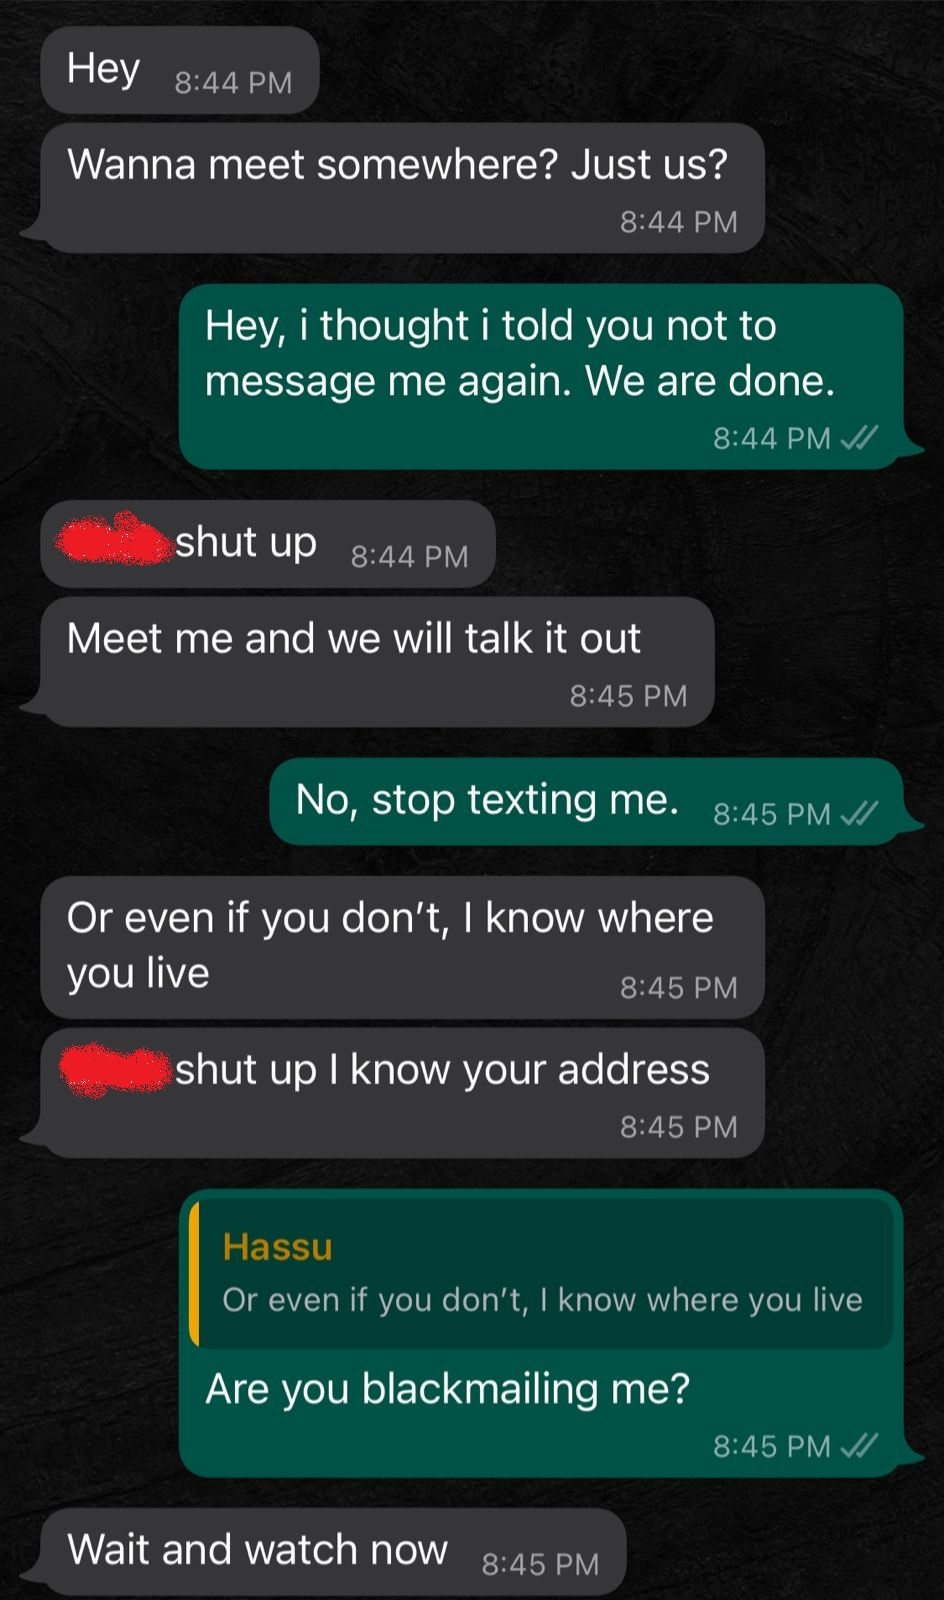 Hey 8:44 PM
Wanna meet somewhere? Just us?
8:44 PM
Hey, i thought i told you not to
message me again. We are done.
8:44 PM
shut up 8:44 PM
Meet me and we will talk it out
8:45 PM
No, stop texting me. 8:45 PM
Or even if you don't, I know where
you live 8:45 PM
shut up I know your address
8:45 PM
Hassu
Or even if you don't, I know where you live
Are you blackmailing me?
8:45 PM
Wait and watch now 8:45 PM